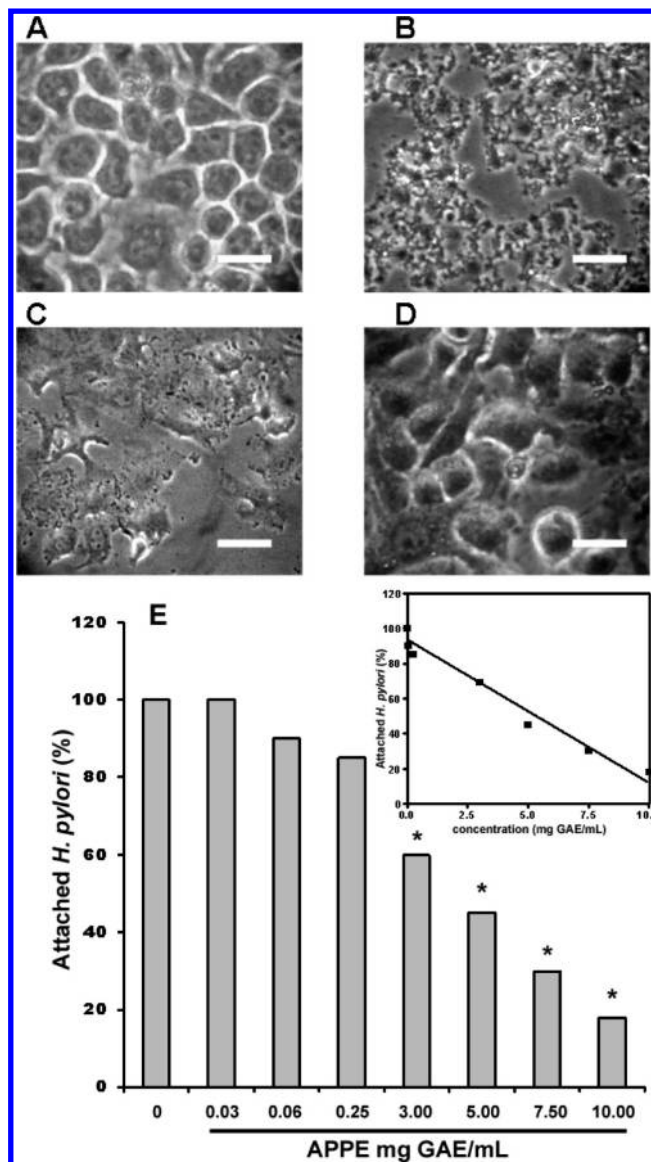 A
B
C
D
E
120
100
80
60
40
20
0
Attached H. pylori (%)
* * * *
0 0.03 0.06 0.25 3.00 5.00 7.50 10.00
APPE mg GAE/mL
120
100
80
60
40
20
0
Attached H. pylori (%)
0.0 2.5 5.0 7.5 10.
concentration (mg GAE/mL)